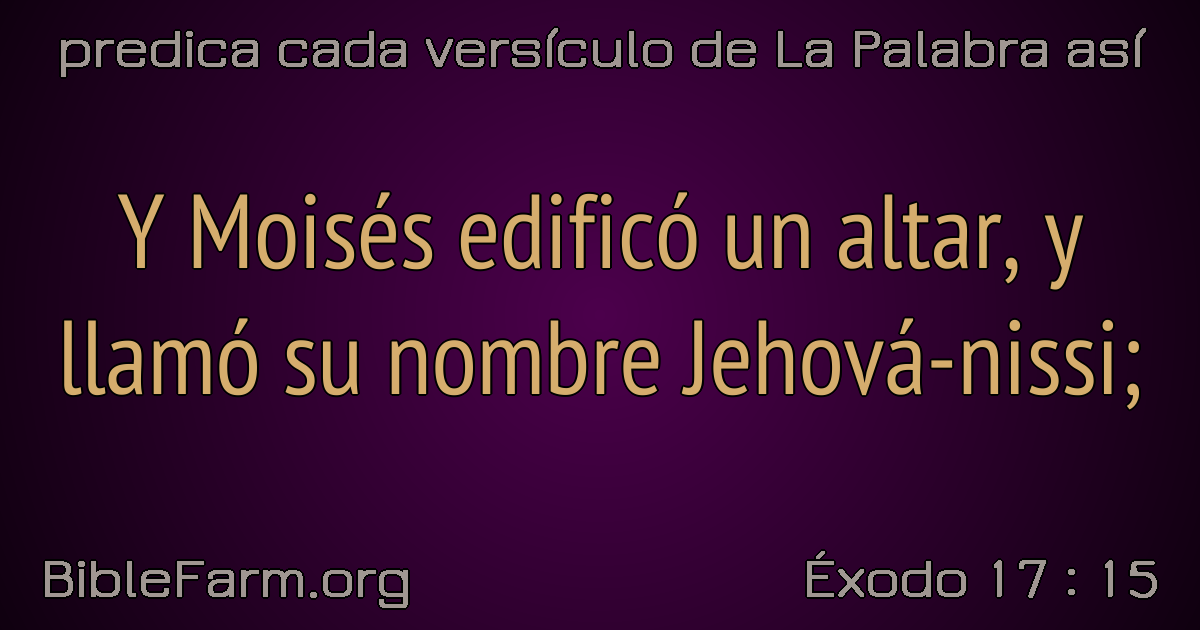 predica cada versículo de La Palabra así
Y Moisés edificó un altar, y
llamó su nombre Jehová-nissi;
BibleFarm.org
Éxodo 17 : 15